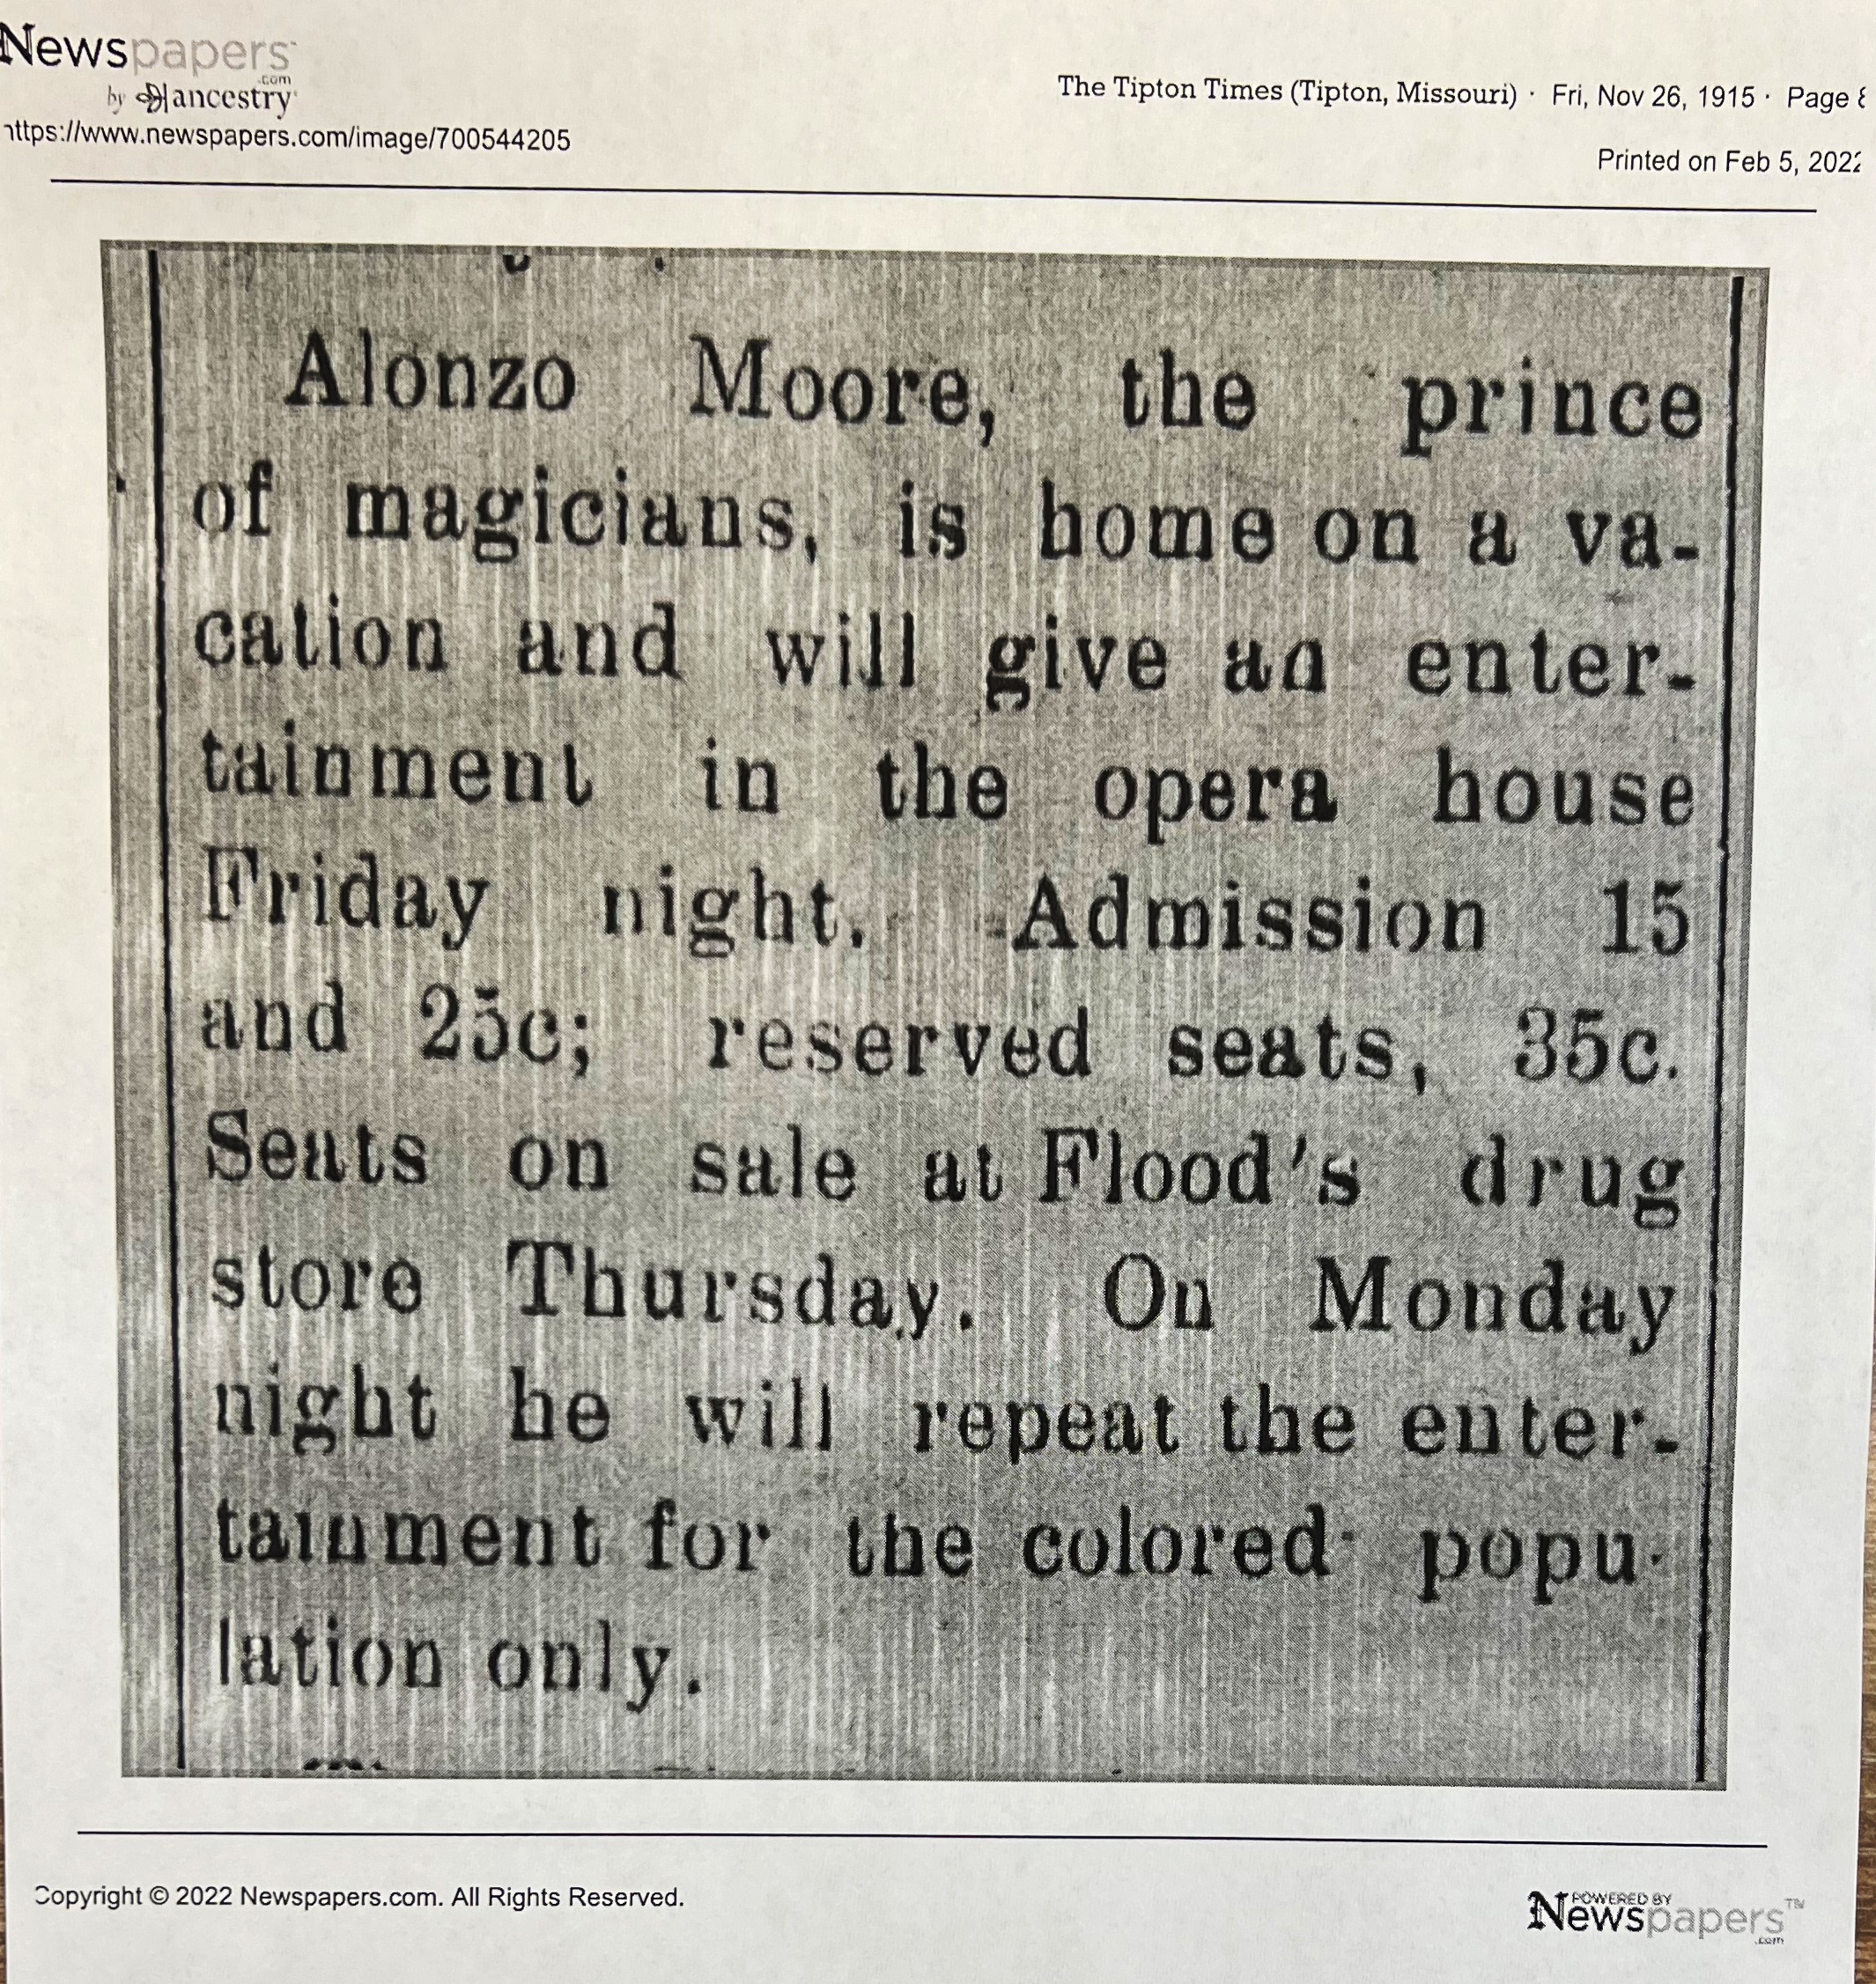 Newspapers
.com
by ancestry
https://www.newspapers.com/image/700544205
The Tipton Times (Tipton, Missouri) · Fri, Nov 26, 1915 · Page
Printed on Feb 5, 2022
Alonzo Moore, the prince
of magicians, is home on a va-
cation and will give an enter-
tainment in the opera house
Friday night. Admission 15
and 25c; reserved seats, 35c.
Seats on sale at Flood's drug
store Thursday. On Monday
night he will repeat the enter-
tainment for the colored popu-
lation only.
Copyright © 2022 Newspapers.com. All Rights Reserved.
POWERED BY
Newspapers™
.com